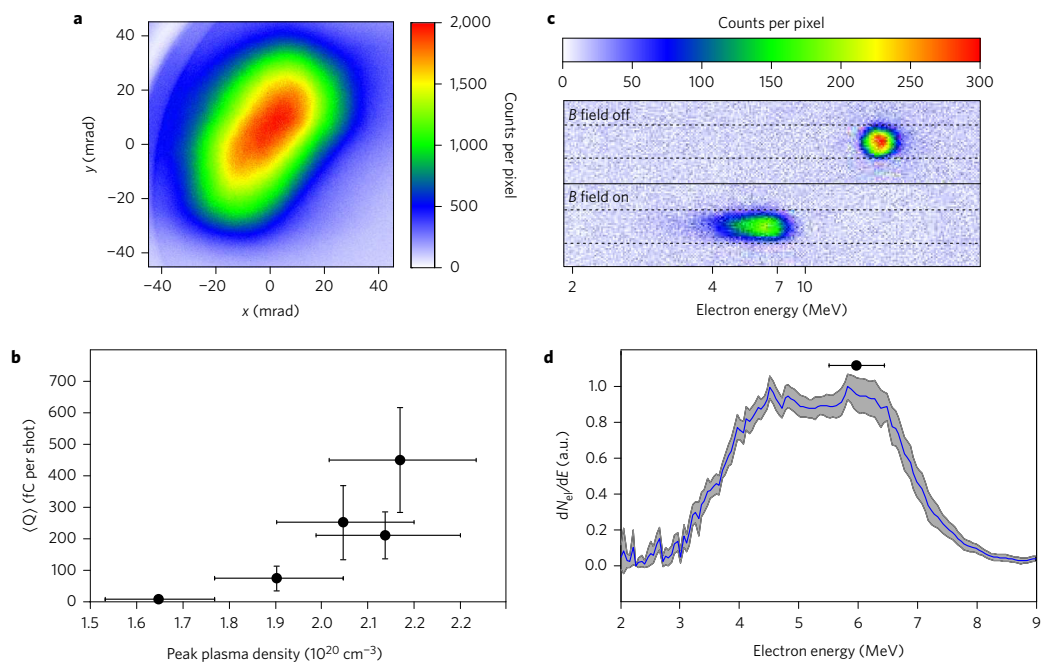 a
2,000
1,500
1,000
500
0
Counts per pixel
40
20
0
−20
−40
y (mrad)
−40 −20 0 20 40
x (mrad)
c
Counts per pixel
0 50 100 150 200 250 300
B field off
B field on
2 4 7 10
Electron energy (MeV)
b
700
600
500
400
300
200
100
0
⟨Q⟩ (fC per shot)
1.5 1.6 1.7 1.8 1.9 2.0 2.1 2.2 2.2
Peak plasma density (10²⁰ cm⁻³)
d
1.0
0.8
0.6
0.4
0.2
0.0
dNel/dE (a.u.)
2 3 4 5 6 7 8 9
Electron energy (MeV)